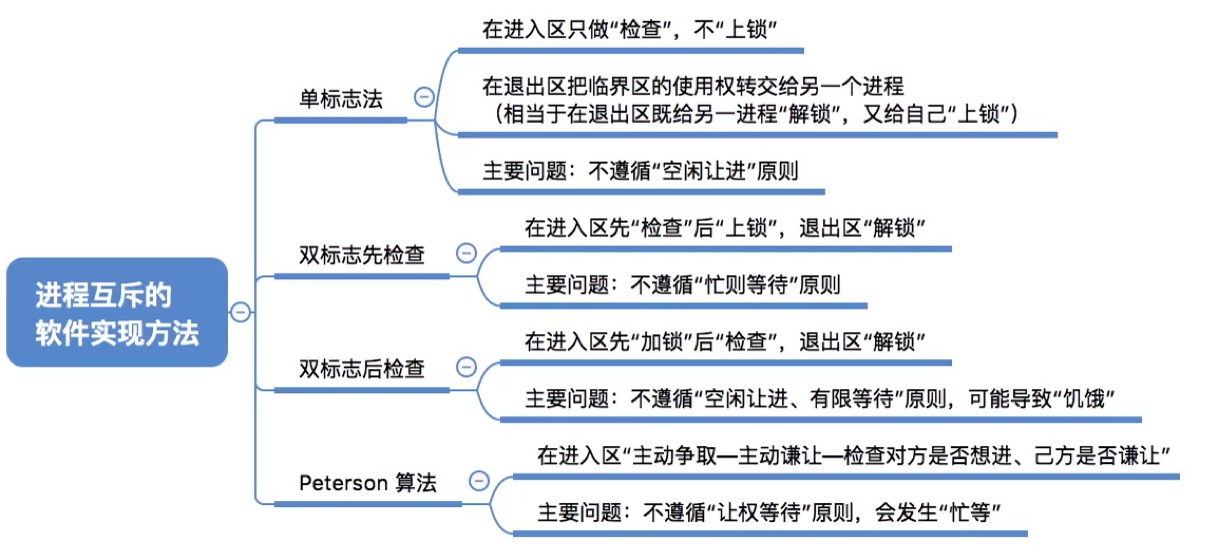 进程互斥的
软件实现方法
单标志法
在进入区只做“检查”，不“上锁”
在退出区把临界区的使用权转交给另一个进程
（相当于在退出区既给另一进程“解锁”，又给自己“上锁”）
主要问题：不遵循“空闲让进”原则
双标志先检查
在进入区先“检查”后“上锁”，退出区“解锁”
主要问题：不遵循“忙则等待”原则
双标志后检查
在进入区先“加锁”后“检查”，退出区“解锁”
主要问题：不遵循“空闲让进、有限等待”原则，可能导致“饥饿”
Peterson 算法
在进入区“主动争取—主动谦让—检查对方是否想进、己方是否谦让”
主要问题：不遵循“让权等待”原则，会发生“忙等”